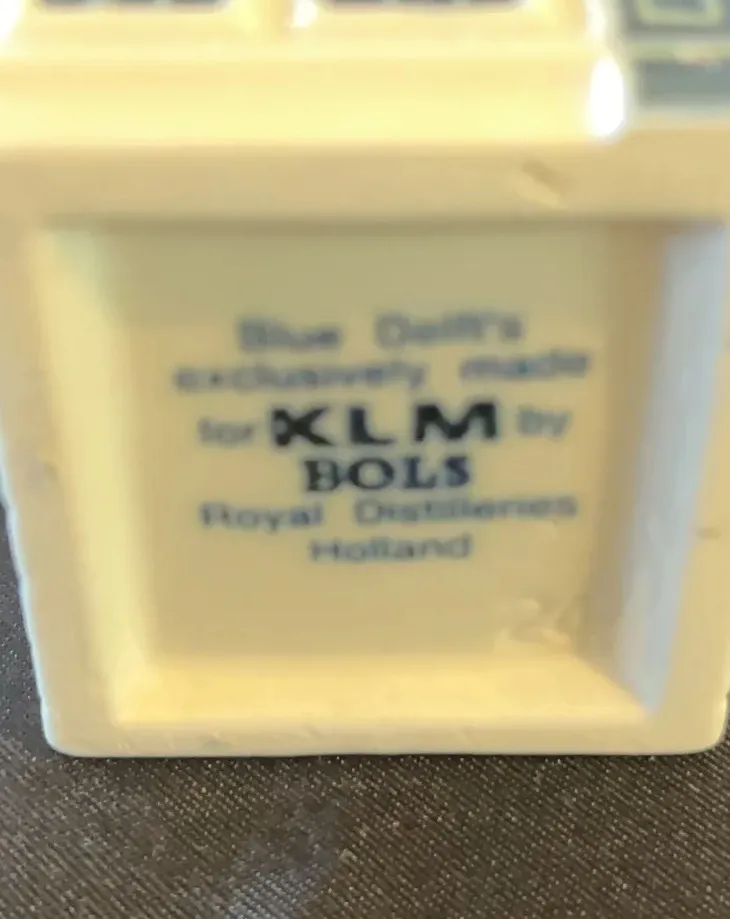 Blue Delft's
exclusively made
for KLM by
BOLS
Royal Distilleries
Holland